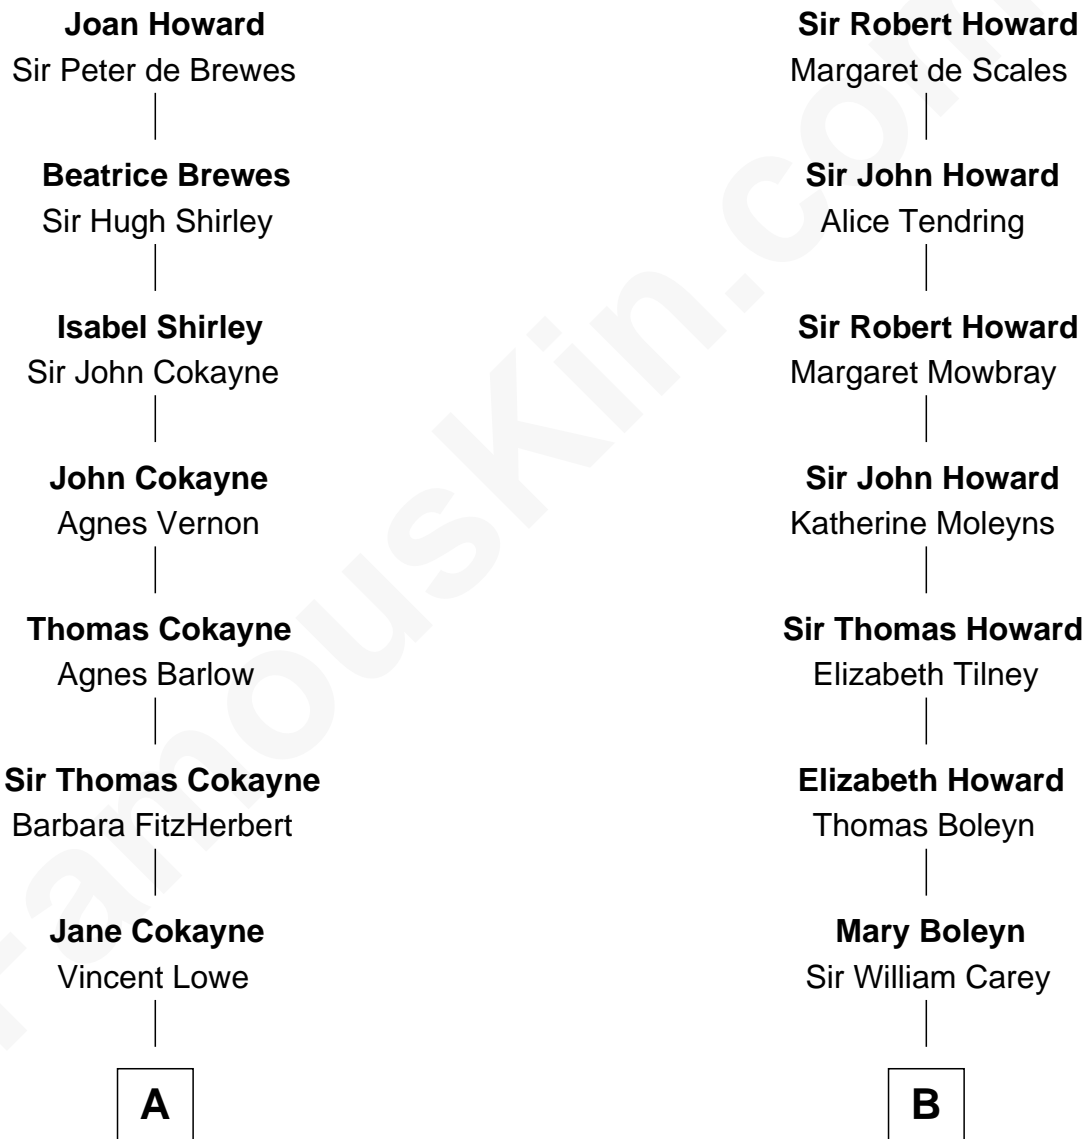 Joan Howard
Sir Peter de Brewes
Beatrice Brewes
Sir Hugh Shirley
Isabel Shirley
Sir John Cokayne
John Cokayne
Agnes Vernon
Thomas Cokayne
Agnes Barlow
Sir Thomas Cokayne
Barbara FitzHerbert
Jane Cokayne
Vincent Lowe
A
Sir Robert Howard
Margaret de Scales
Sir John Howard
Alice Tendring
Sir Robert Howard
Margaret Mowbray
Sir John Howard
Katherine Moleyns
Sir Thomas Howard
Elizabeth Tilney
Elizabeth Howard
Thomas Boleyn
Mary Boleyn
Sir William Carey
B
FamousKin.com